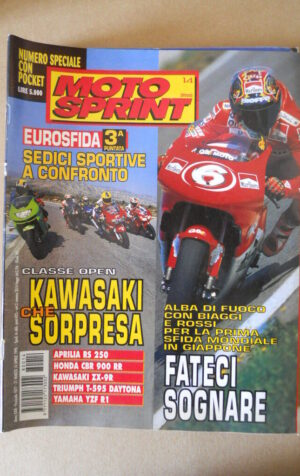 NUMERO SPECIALE
CON
POCKET
LIRE 5.000
MOTO
SPRINT
14
EUROSFIDA 3ª
PUNTATA
SEDICI SPORTIVE
A CONFRONTO
6
CLASSE OPEN
KAWASAKI
CHE
SORPRESA
APRILIA RS 250
HONDA CBR 900 RR
KAWASAKI ZX-9R
TRIUMPH T-595 DAYTONA
YAMAHA YZF R1
ALBA DI FUOCO
CON BIAGGI
E ROSSI
PER LA PRIMA
SFIDA MONDIALE
IN GIAPPONE
FATECI
SOGNARE